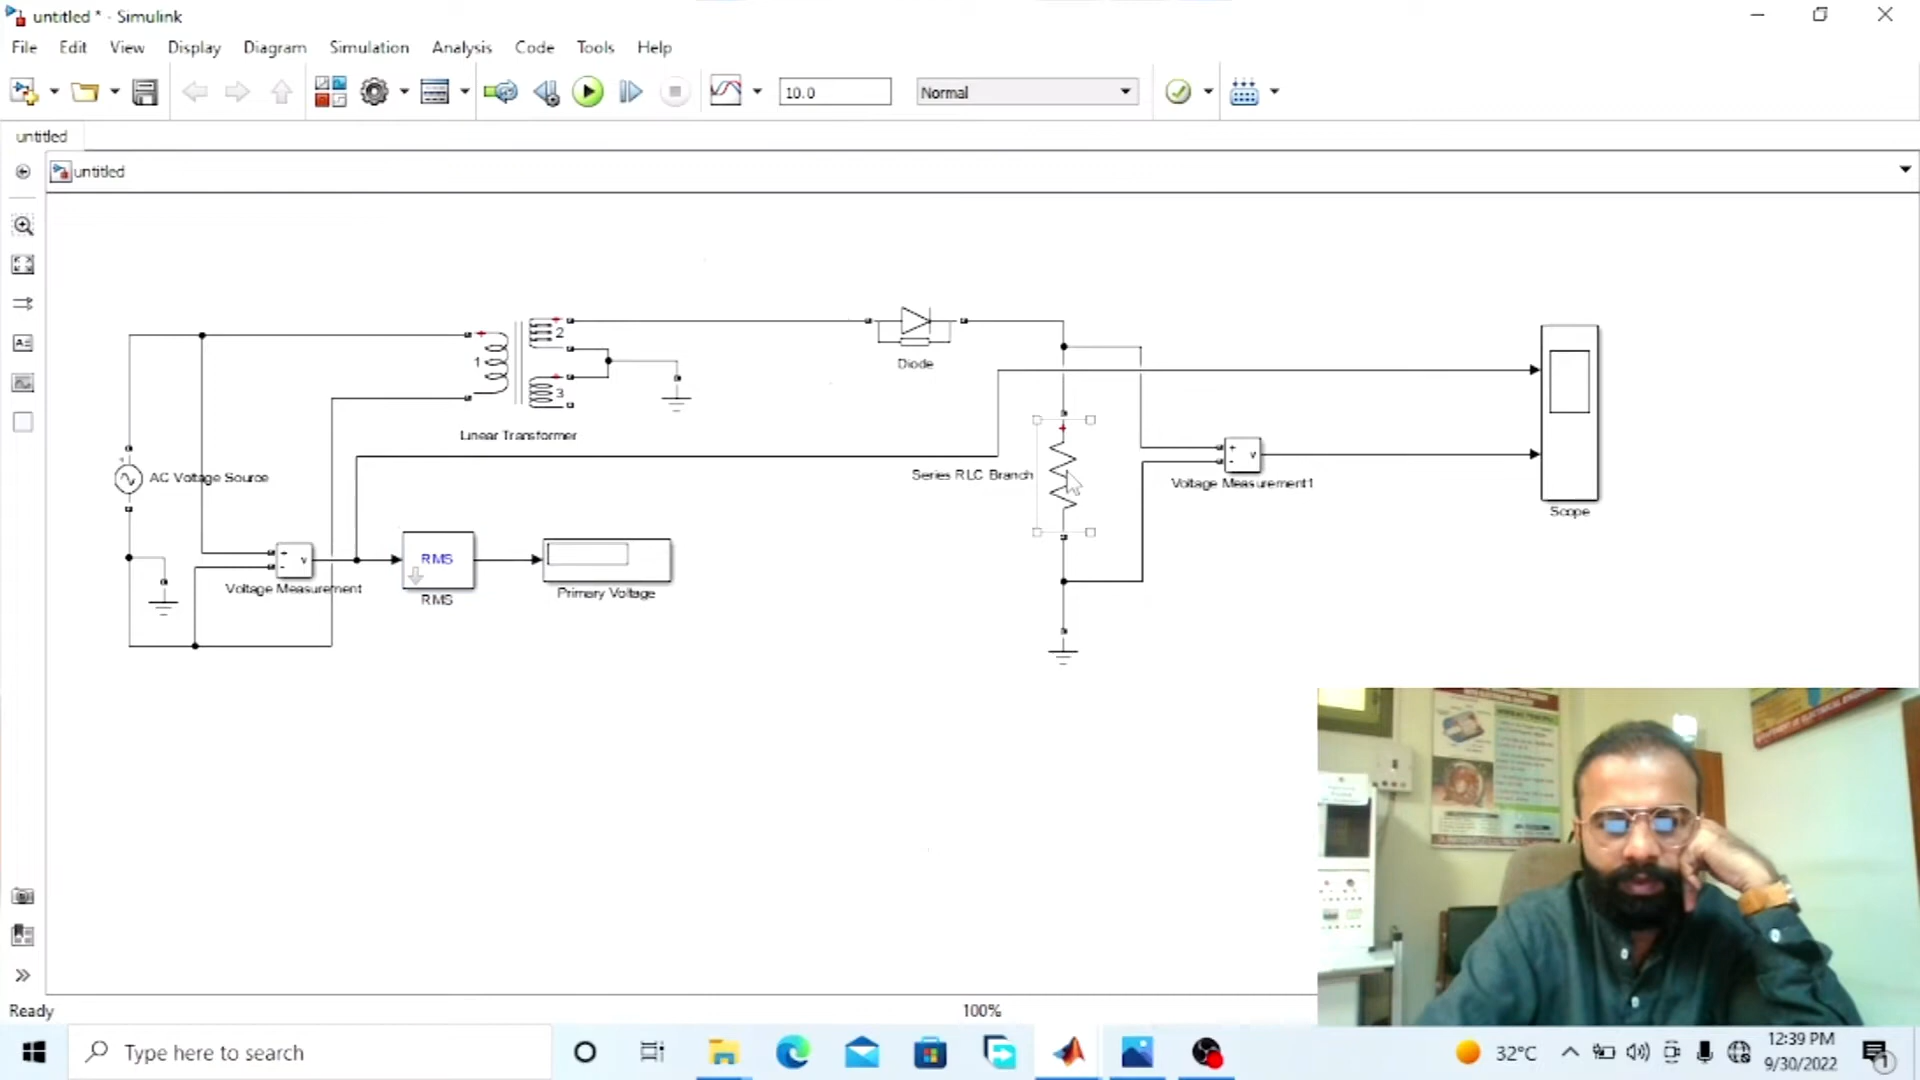 untitled * - Simulink
File Edit View Display Diagram Simulation Analysis Code Tools Help
10.0 Normal
untitled
untitled
2
1
3
Linear Transformer
Diode
AC Voltage Source
Series RLC Branch
+
-
v
Voltage Measurement1
Scope
+
-
v
Voltage Measurement
RMS
RMS
Primary Voltage
Ready 100%
Type here to search
32°C
12:39 PM
9/30/2022
1